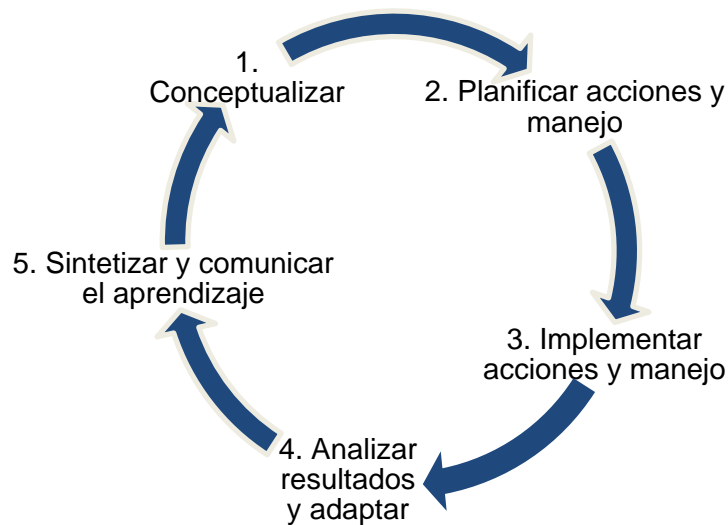 1.
Conceptualizar
2. Planificar acciones y
manejo
3. Implementar
acciones y manejo
4. Analizar
resultados
y adaptar
5. Sintetizar y comunicar
el aprendizaje